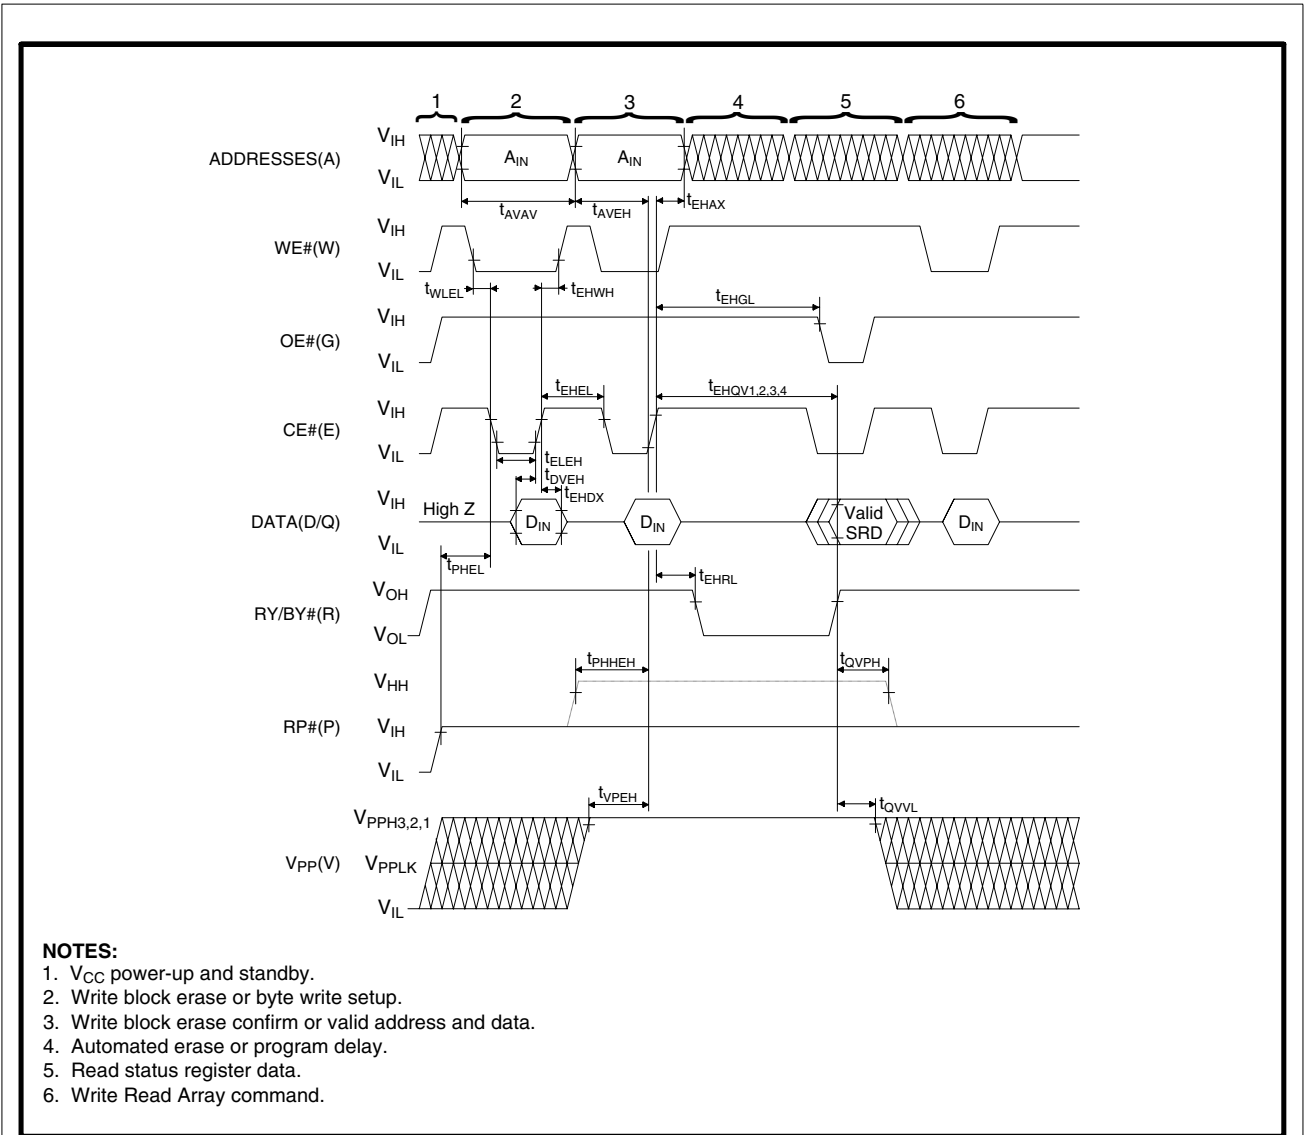 1 2 3 4 5 6
ADDRESSES(A) VIH VIL AIN AIN
tAVAV tAVEH tEHAX
WE#(W) VIH VIL
tWLEL tEHWH
OE#(G) VIH VIL
tEHGL
CE#(E) VIH VIL
tEHEL tEHQV1,2,3,4
tELEH
tDVEH
tEHDX
DATA(D/Q) VIH VIL High Z DIN DIN Valid SRD DIN
tPHEL
tEHRL
RY/BY#(R) VOH VOL
tPHHEH tQVPH
RP#(P) VHH VIH VIL
tVPEH tQVVL
VPP(V) VPPH3,2,1 VPPLK VIL
NOTES:
1. VCC power-up and standby.
2. Write block erase or byte write setup.
3. Write block erase confirm or valid address and data.
4. Automated erase or program delay.
5. Read status register data.
6. Write Read Array command.